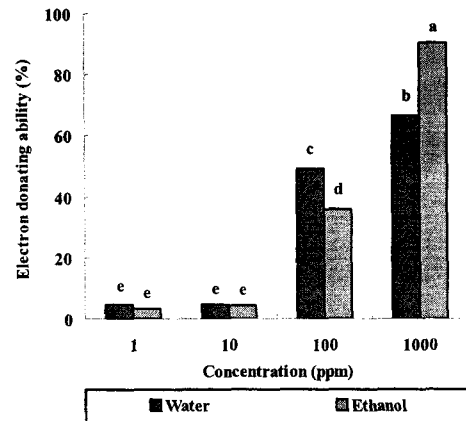 Electron donating ability (%)
100
80
60
40
20
0
e e
e e
c
d
b
a
1 10 100 1000
Concentration (ppm)
Water Ethanol